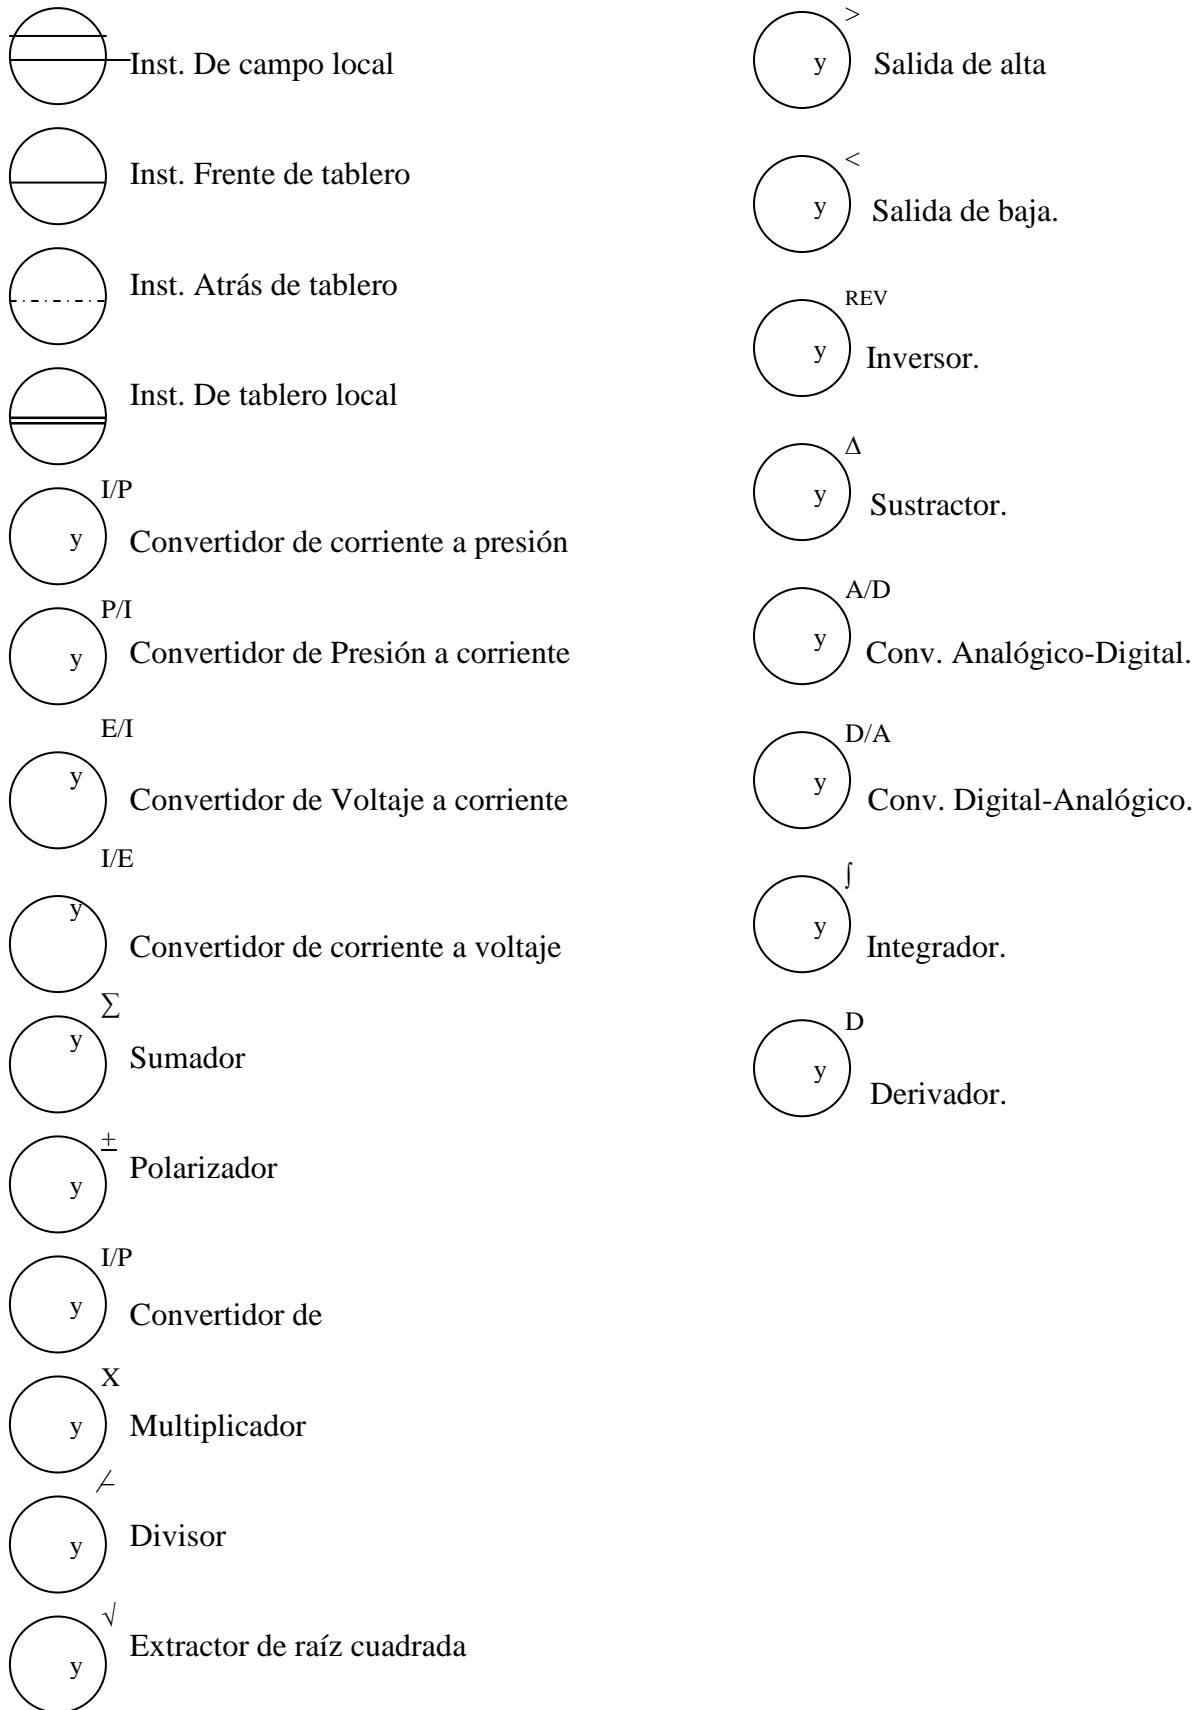 Inst. De campo local
Inst. Frente de tablero
Inst. Atrás de tablero
Inst. De tablero local
I/P
y
Convertidor de corriente a presión
P/I
y
Convertidor de Presión a corriente
E/I
y
Convertidor de Voltaje a corriente
I/E
y
Convertidor de corriente a voltaje
∑
y
Sumador
±
y
Polarizador
I/P
y
Convertidor de
X
y
Multiplicador
y
Divisor
√
y
Extractor de raíz cuadrada
>
y
Salida de alta
<
y
Salida de baja.
REV
y
Inversor.
Δ
y
Sustractor.
A/D
y
Conv. Analógico-Digital.
D/A
y
Conv. Digital-Analógico.
∫
y
Integrador.
D
y
Derivador.